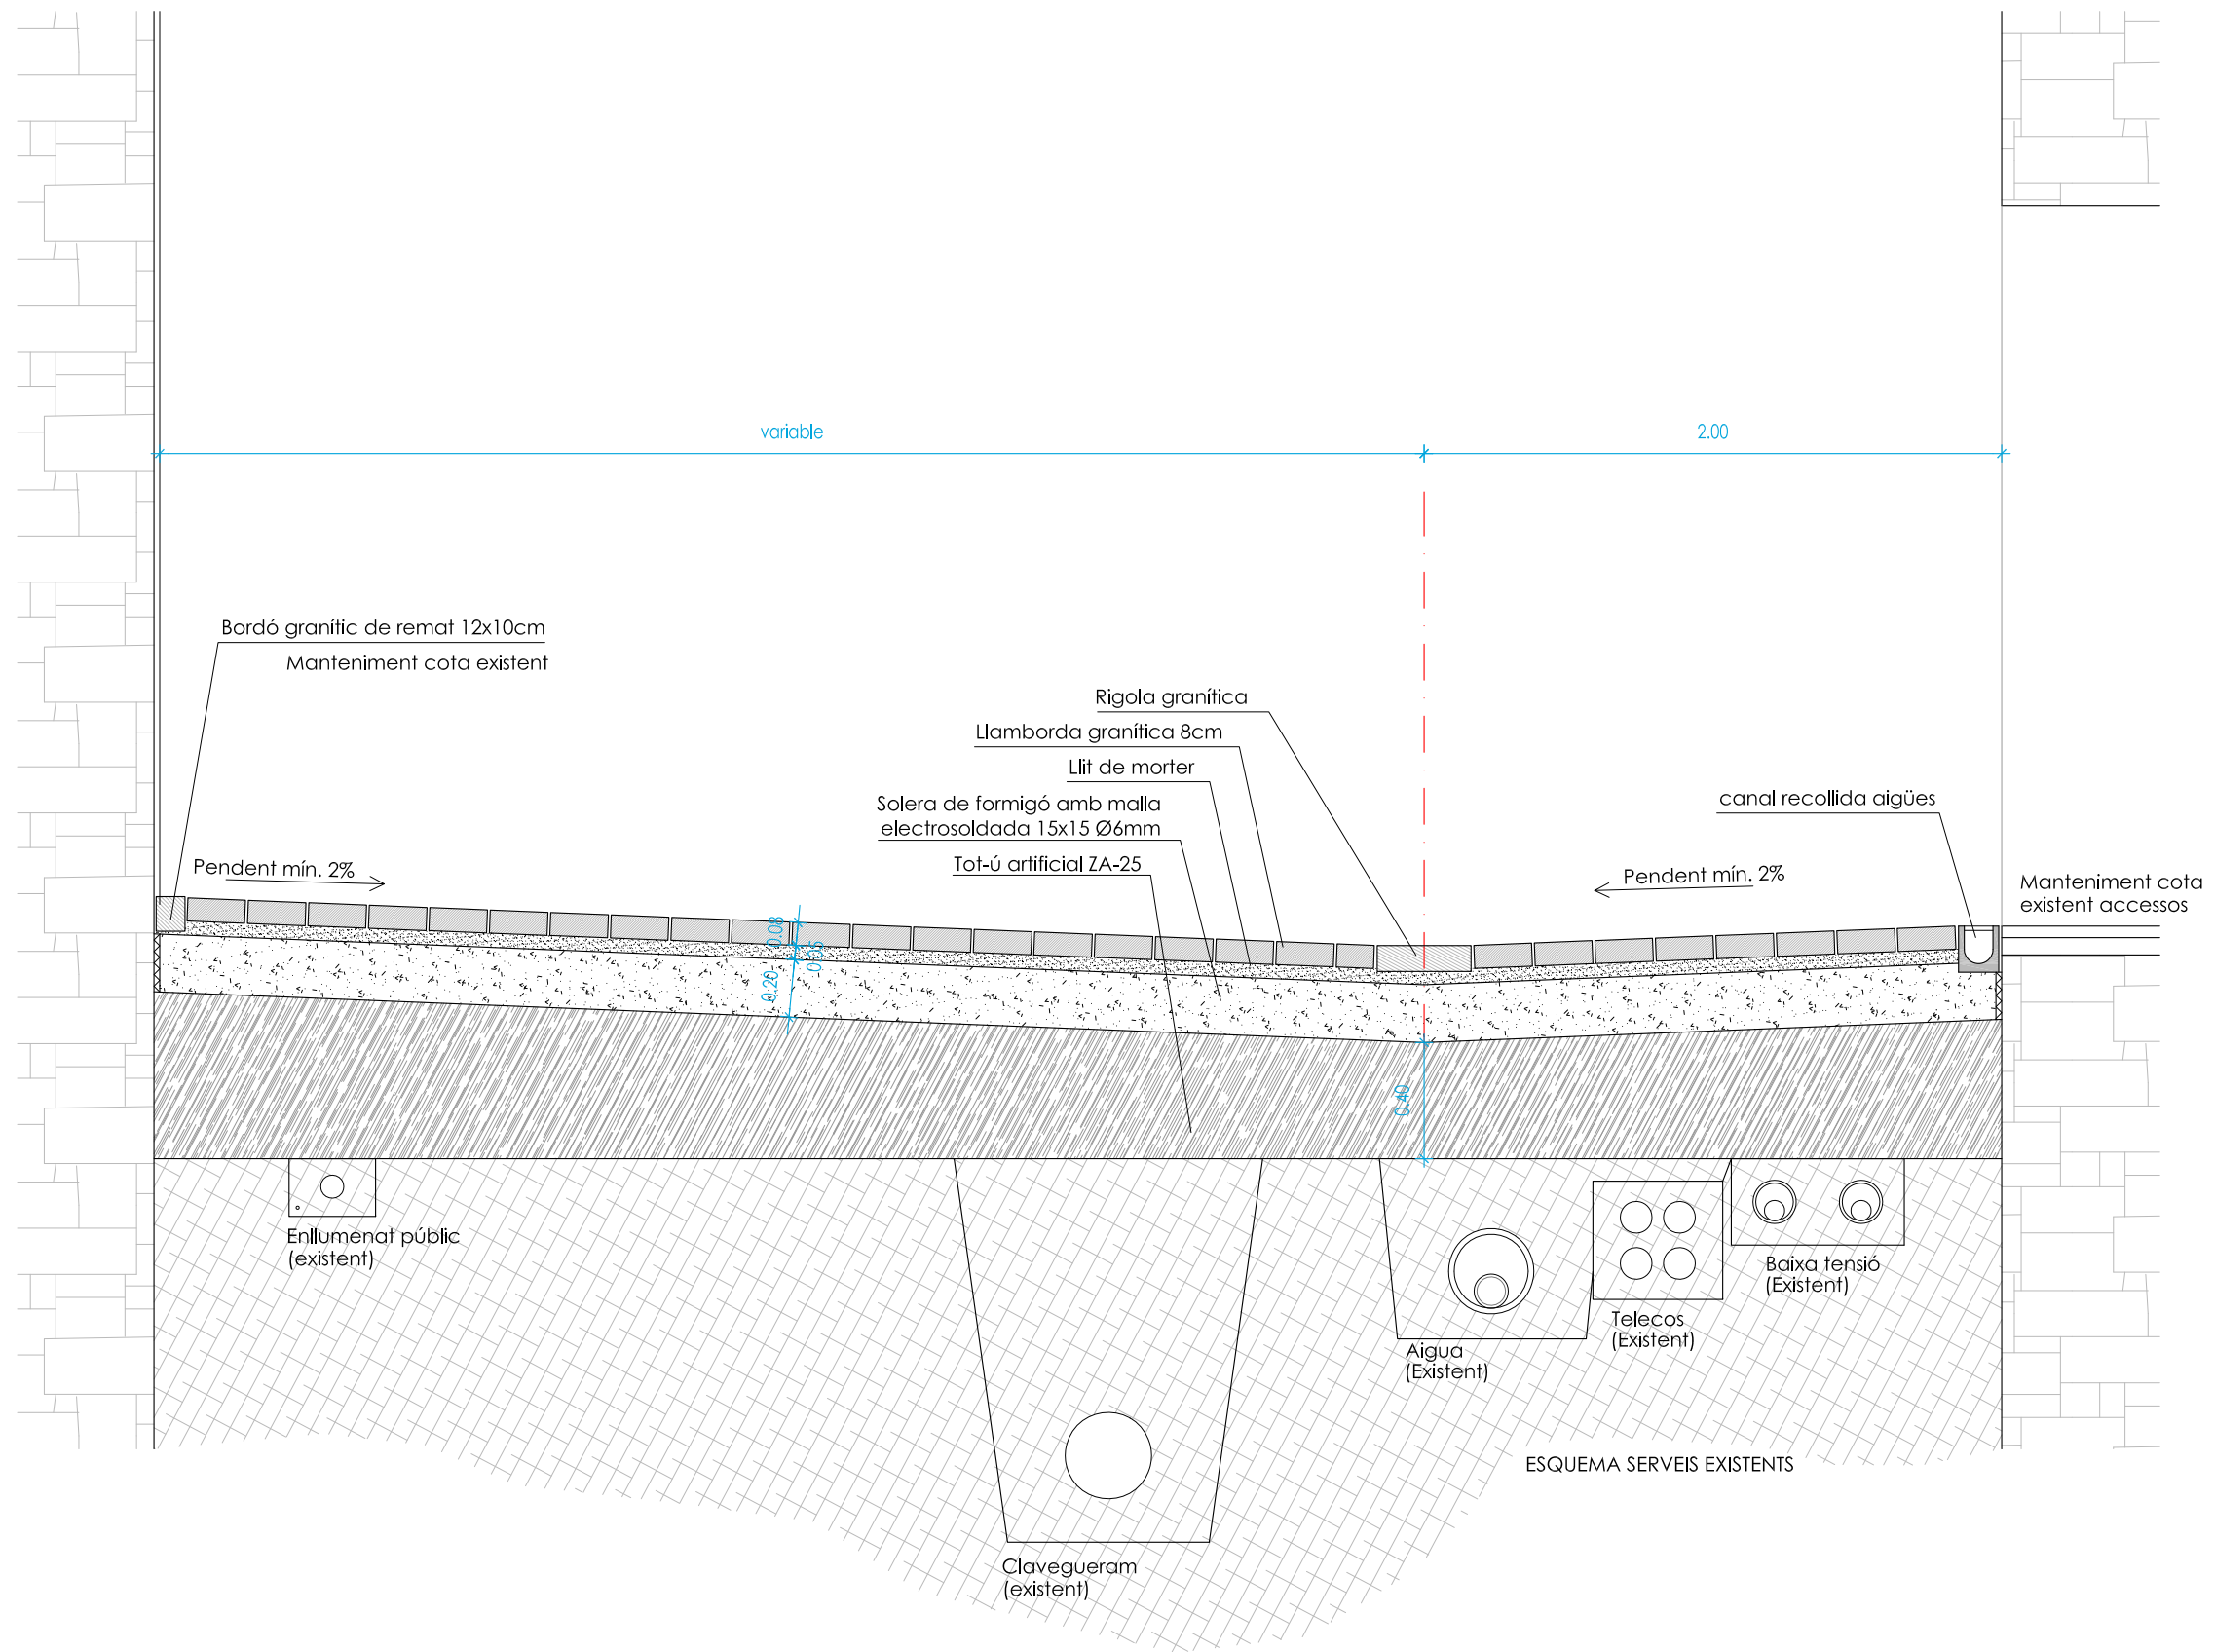 variable
2.00
Bordó granític de remat 12x10cm
Manteniment cota existent
Rigola granítica
Llamborda granítica 8cm
Llit de morter
Solera de formigó amb malla
electrosoldada 15x15 Ø6mm
Tot-ú artificial ZA-25
canal recollida aigües
Pendent mín. 2%
Pendent mín. 2%
Manteniment cota
existent accessos
0.08
0.05
0.20
0.40
Enllumenat públic
(existent)
Baixa tensió
(Existent)
Telecos
(Existent)
Aigua
(Existent)
ESQUEMA SERVEIS EXISTENTS
Clavegueram
(existent)